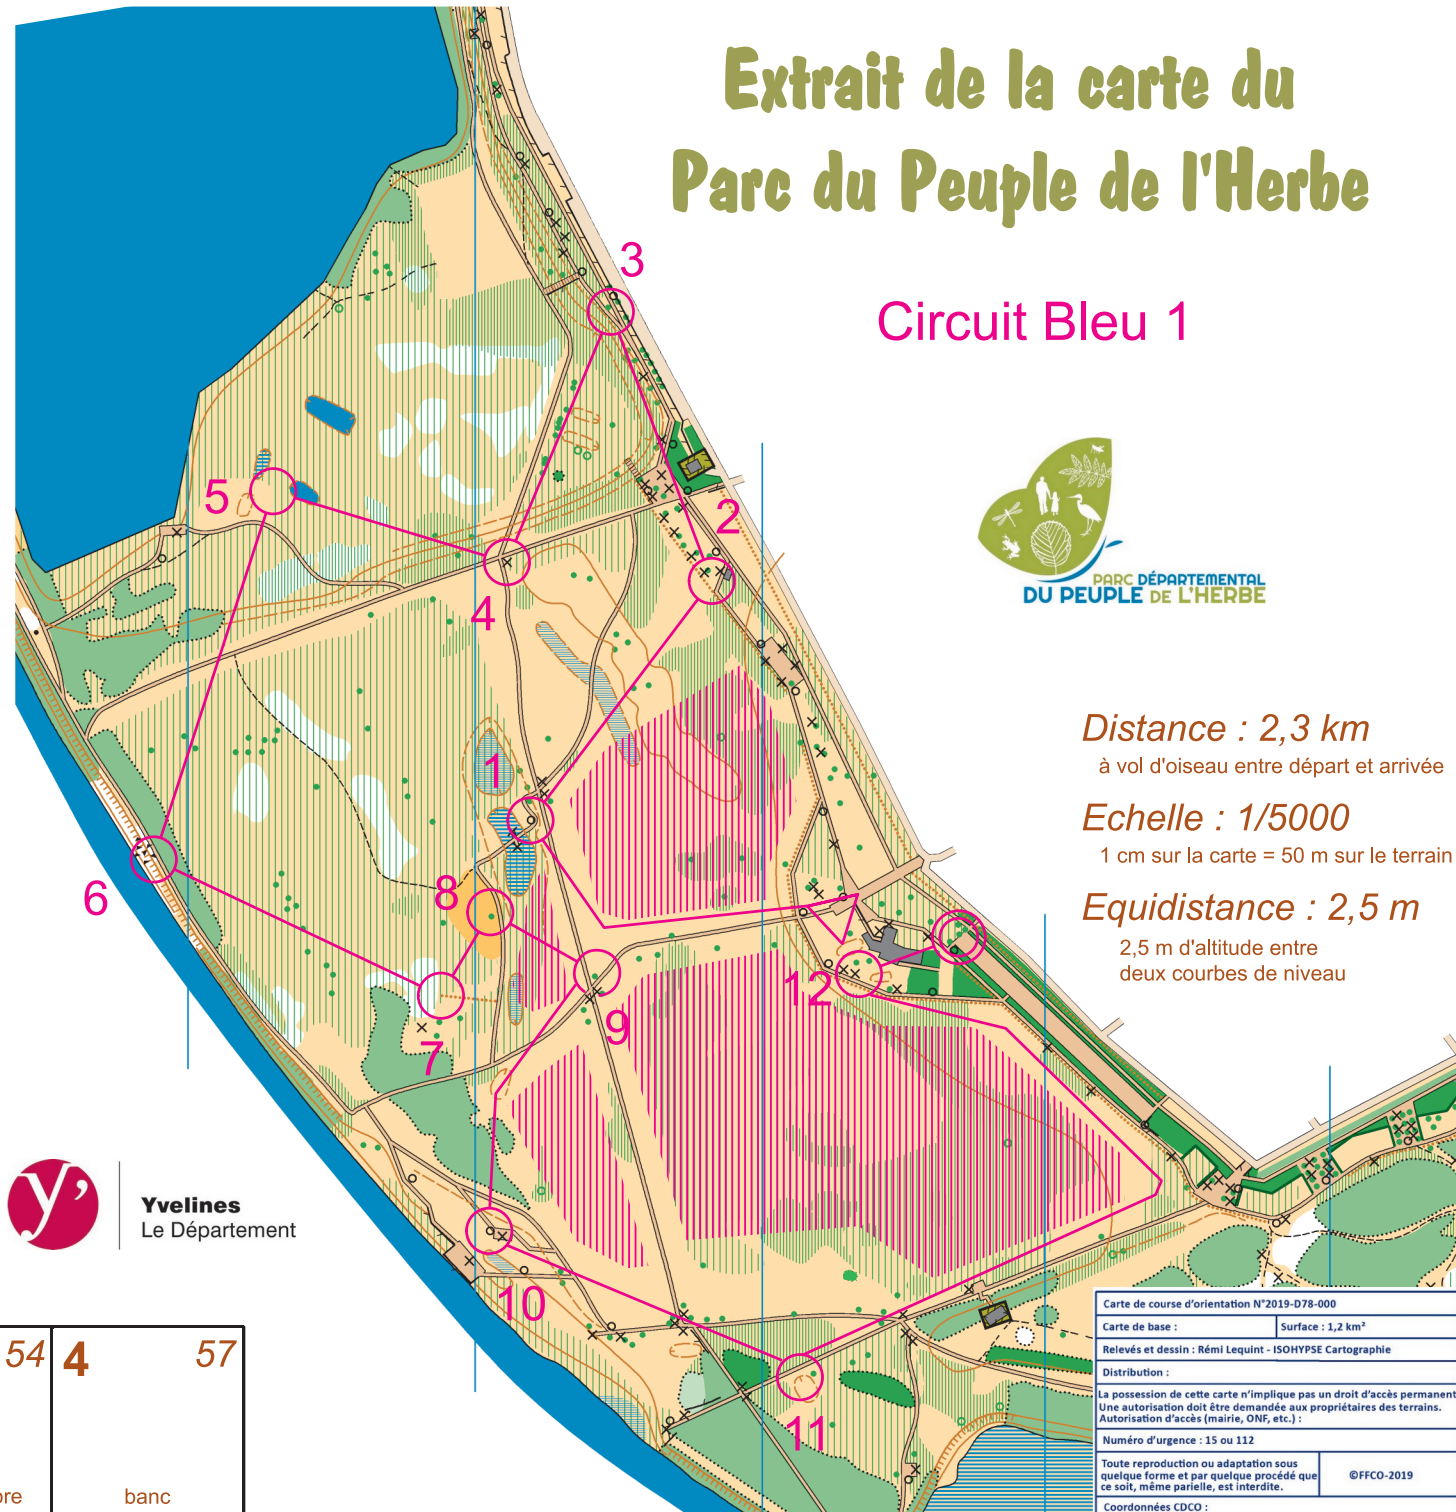 Extrait de la carte du
Parc du Peuple de l'Herbe
Circuit Bleu 1
3
5
2
4
1
6
8
7
9
12
10
11
PARC DÉPARTEMENTAL
DU PEUPLE DE L'HERBE
Distance : 2,3 km
à vol d'oiseau entre départ et arrivée
Echelle : 1/5000
1 cm sur la carte = 50 m sur le terrain
Equidistance : 2,5 m
2,5 m d'altitude entre
deux courbes de niveau
y'
Yvelines
Le Département
54 4 57
banc
Carte de course d'orientation N°2019-D78-000
Carte de base : Surface : 1,2 km²
Relevés et dessin : Rémi Lequint - ISOHYPSE Cartographie
Distribution :
La possession de cette carte n'implique pas un droit d'accès permanent
Une autorisation doit être demandée aux propriétaires des terrains.
Autorisation d'accès (mairie, ONF, etc.) :
Numéro d'urgence : 15 ou 112
Toute reproduction ou adaptation sous
quelque forme et par quelque procédé que
ce soit, même parielle, est interdite.
©FFCO-2019
Coordonnées CDCO :